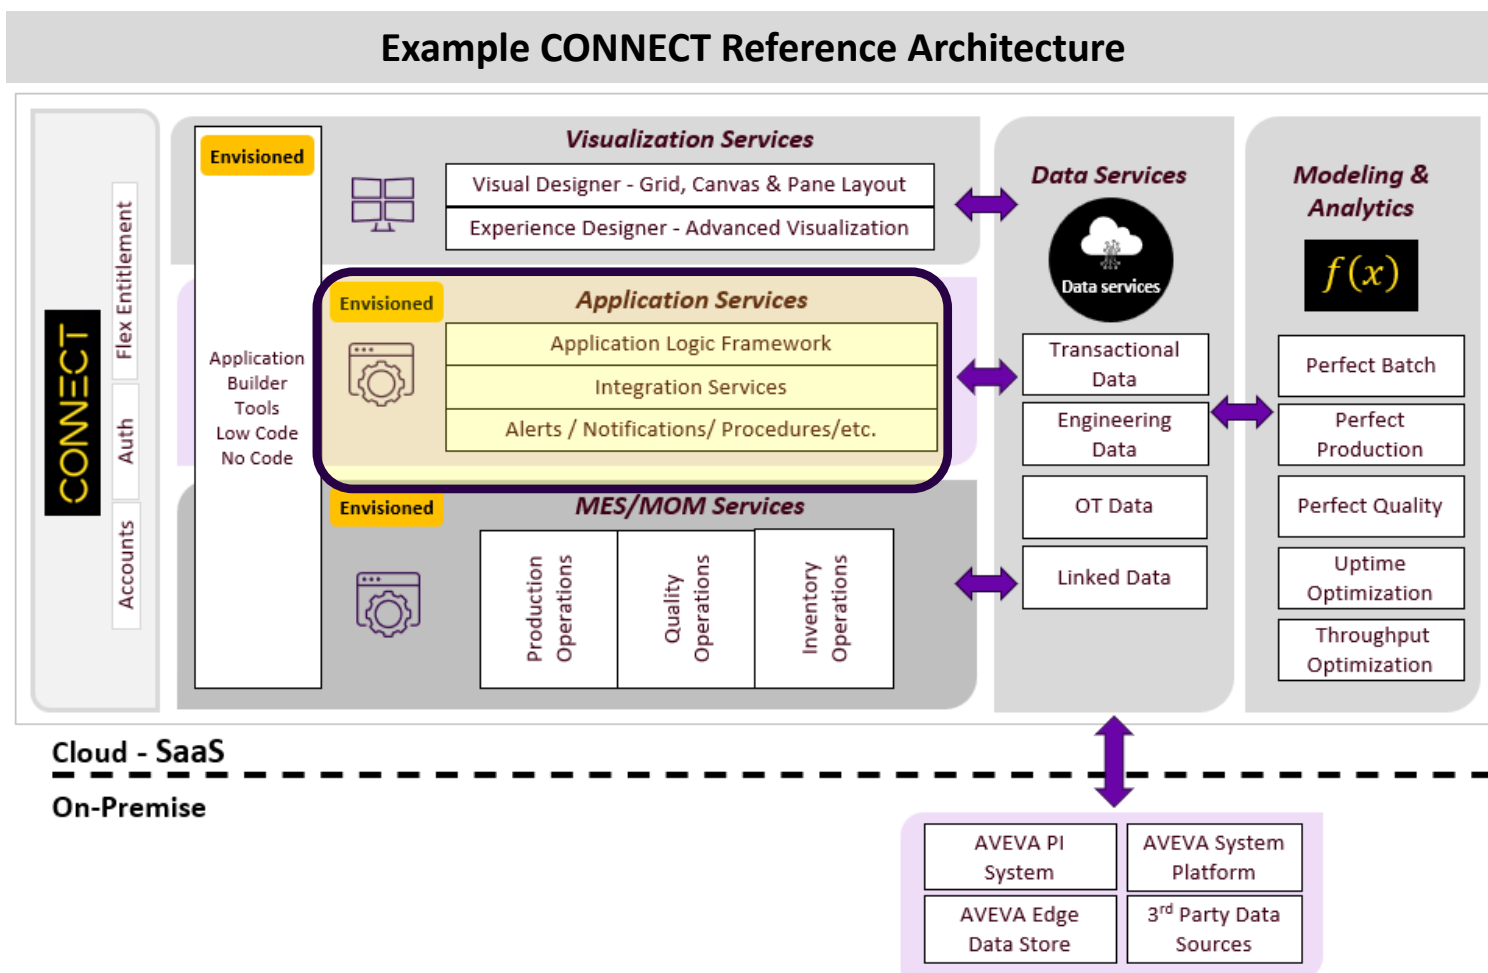 Example CONNECT Reference Architecture
CONNECT
Flex Entitlement
Auth
Accounts
Envisioned
Application
Builder
Tools
Low Code
No Code
Visualization Services
Visual Designer - Grid, Canvas & Pane Layout
Experience Designer - Advanced Visualization
Envisioned
Application Services
Application Logic Framework
Integration Services
Alerts / Notifications/ Procedures/etc.
Envisioned
MES/MOM Services
Production
Operations
Quality
Operations
Inventory
Operations
Data Services
Data services
Transactional
Data
Engineering
Data
OT Data
Linked Data
Modeling &
Analytics
f(x)
Perfect Batch
Perfect
Production
Perfect Quality
Uptime
Optimization
Throughput
Optimization
Cloud - SaaS
On-Premise
AVEVA PI
System
AVEVA System
Platform
AVEVA Edge
Data Store
3rd Party Data
Sources